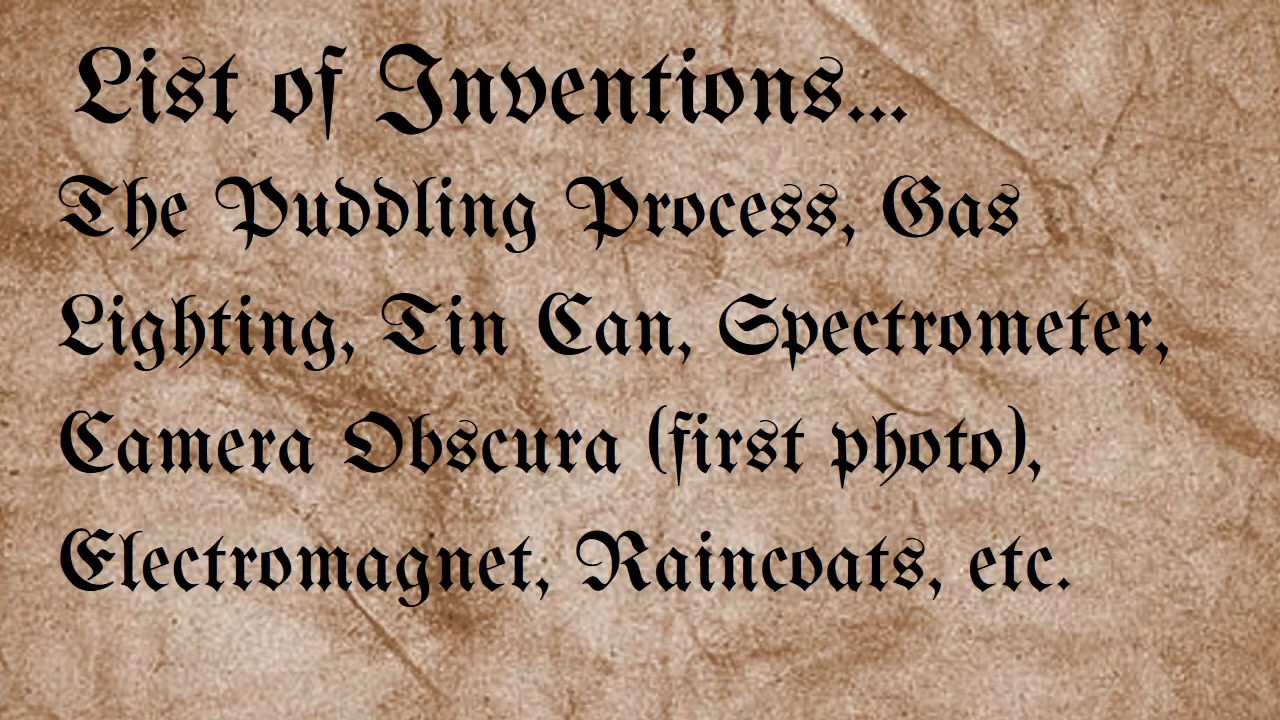 List of Inventions...
The Puddling Process, Gas
Lighting, Tin Can, Spectrometer,
Camera Obscura (first photo),
Electromagnet, Raincoats, etc.